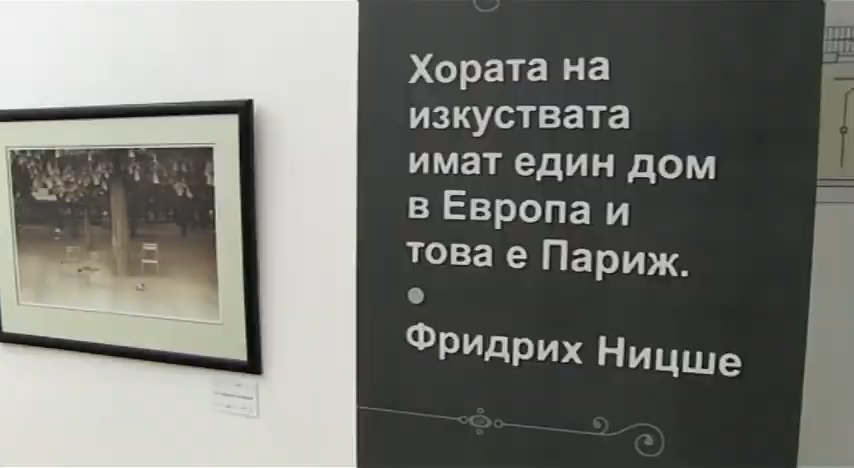 Хората на
изкуствата
имат един дом
в Европа и
това е Париж.
Фридрих Ницше